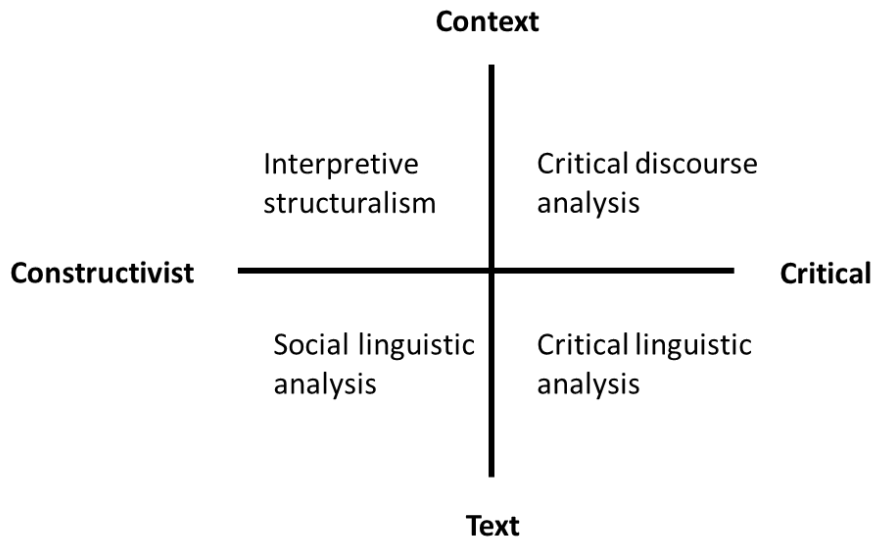 Context
Interpretive
structuralism
Critical discourse
analysis
Constructivist
Critical
Social linguistic
analysis
Critical linguistic
analysis
Text